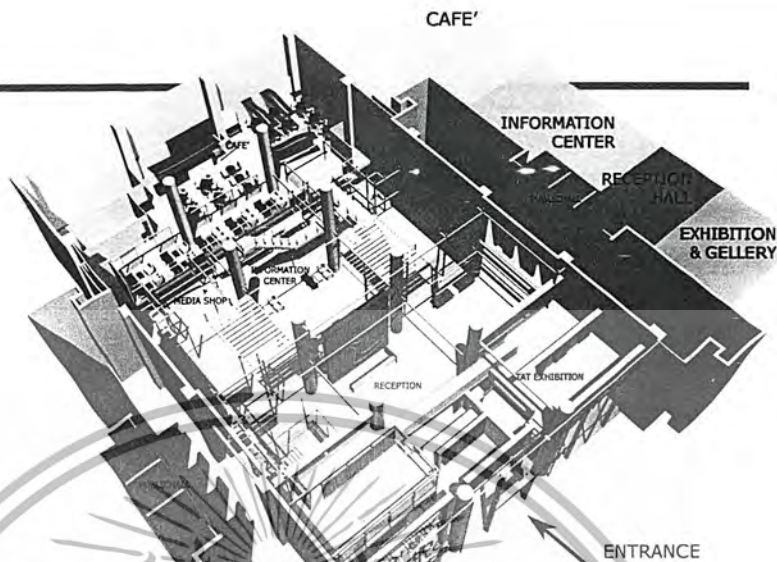 CAFE'
INFORMATION
CENTER
RECEPTION
HALL
EXHIBITION
& GELLERY
CAFE'
INFORMATION
CENTER
MEDIA SHOP
RECEPTION
TAT EXHIBITION
ENTRANCE